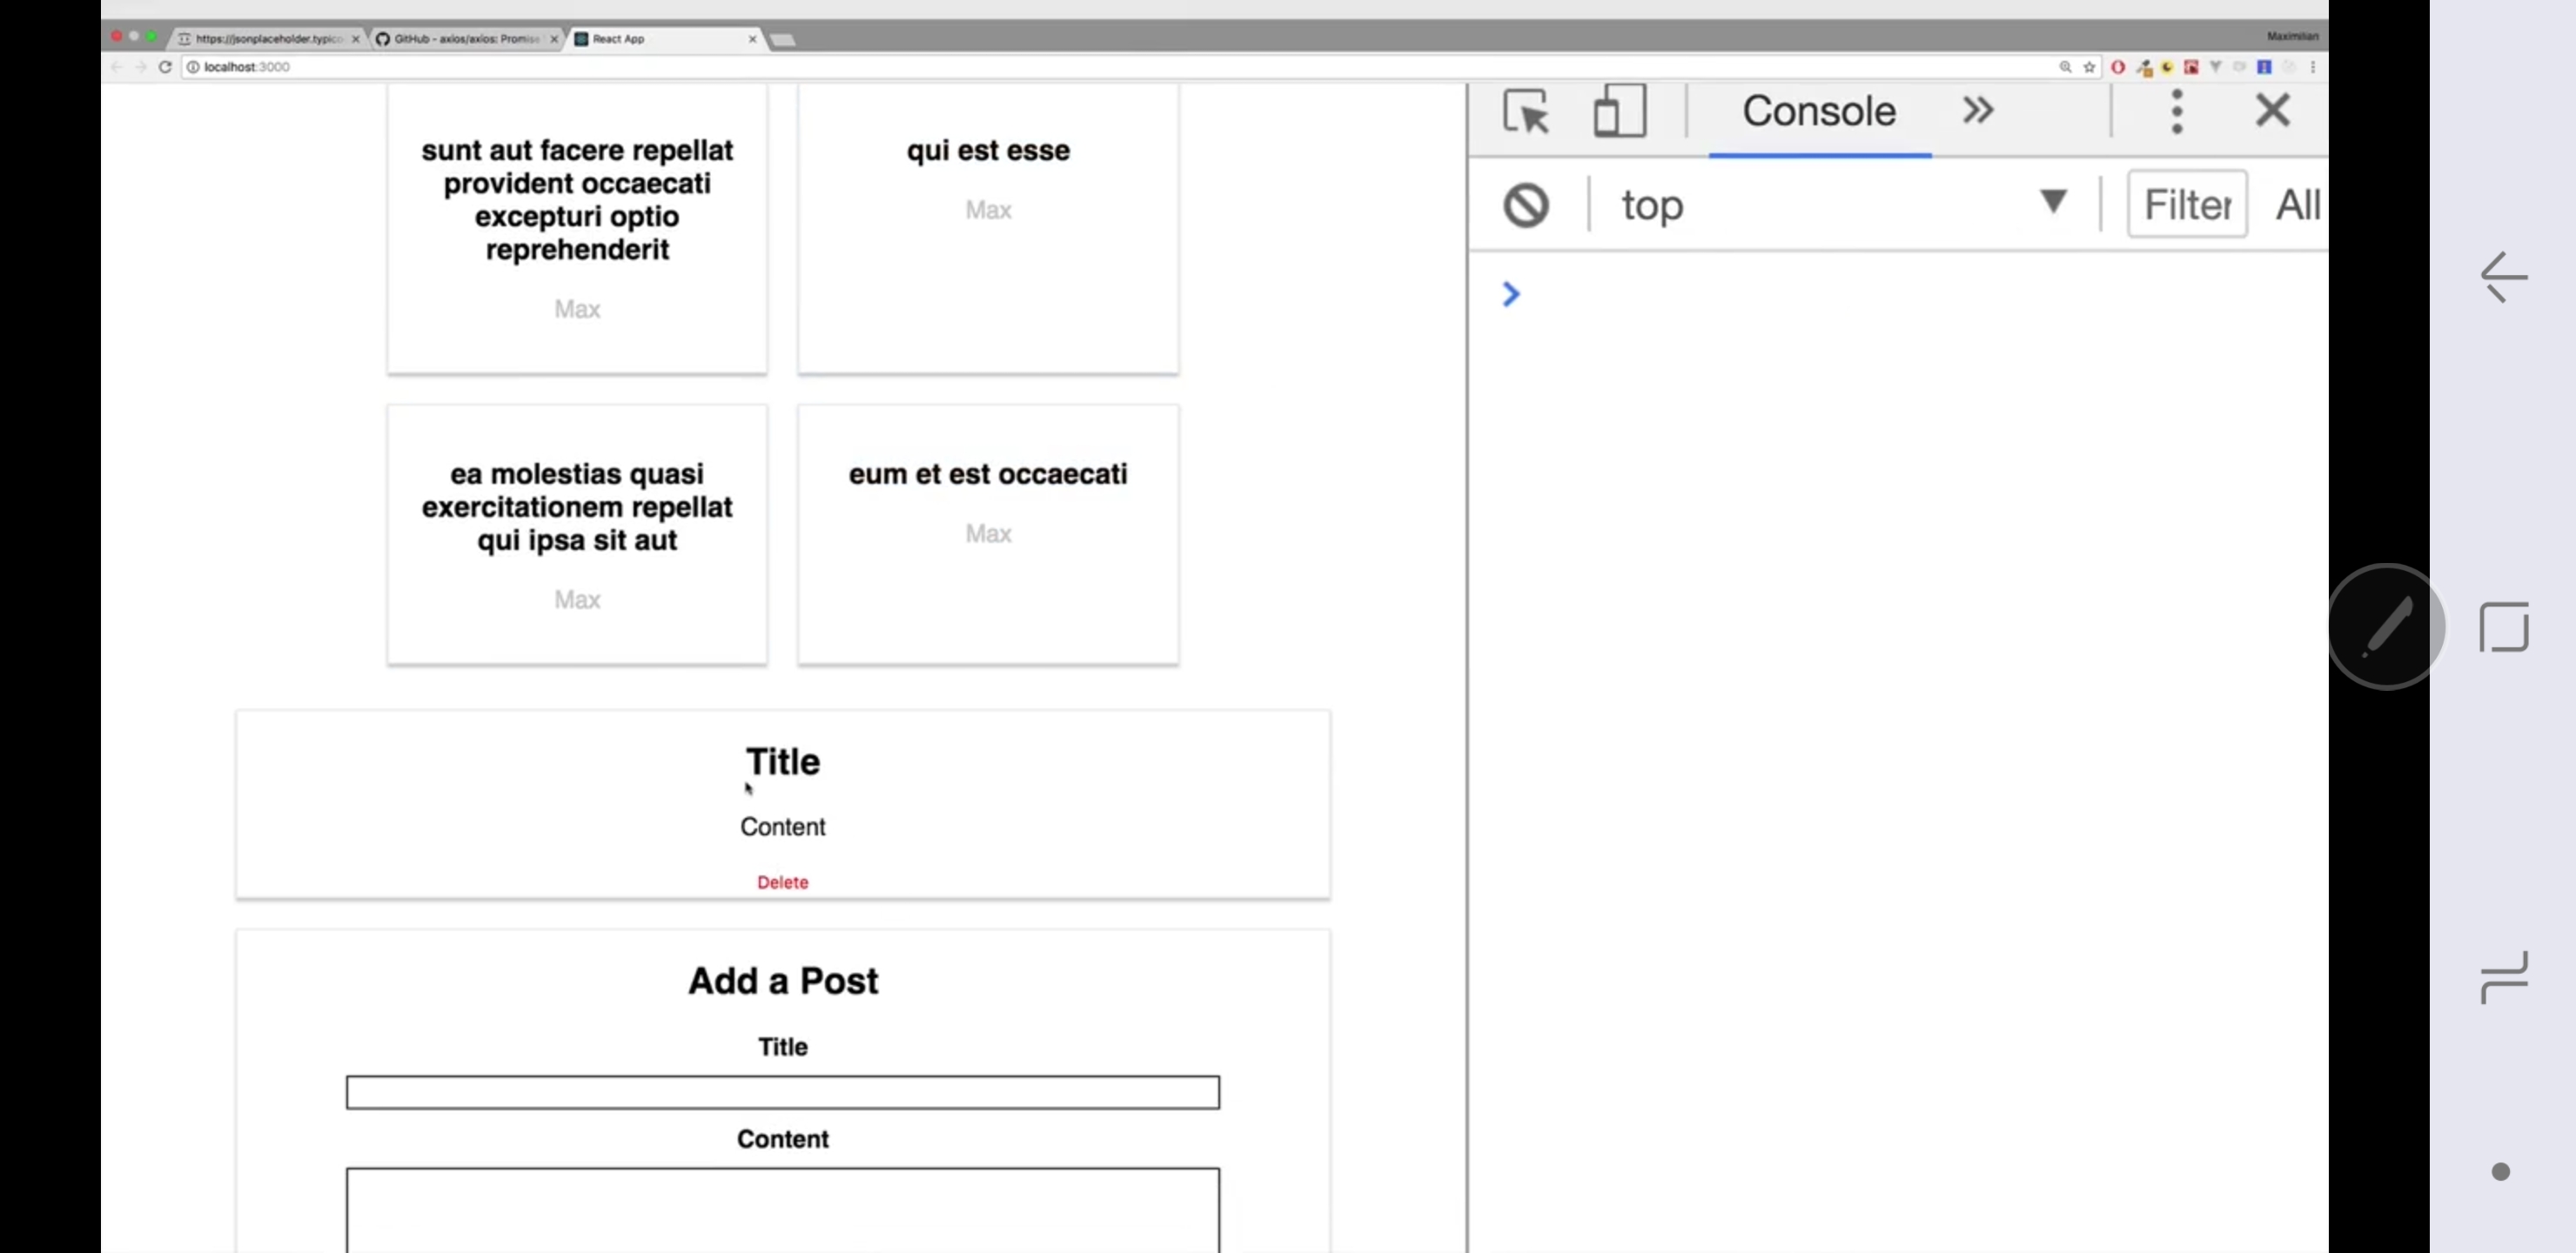 https://jsonplaceholder.typico
GitHub - axios/axios: Promise
React App
Maximilian
localhost:3000
sunt aut facere repellat
provident occaecati
excepturi optio
reprehenderit
Max
qui est esse
Max
ea molestias quasi
exercitationem repellat
qui ipsa sit aut
Max
eum et est occaecati
Max
Title
Content
Delete
Add a Post
Title
Content
Console
top
Filter
All